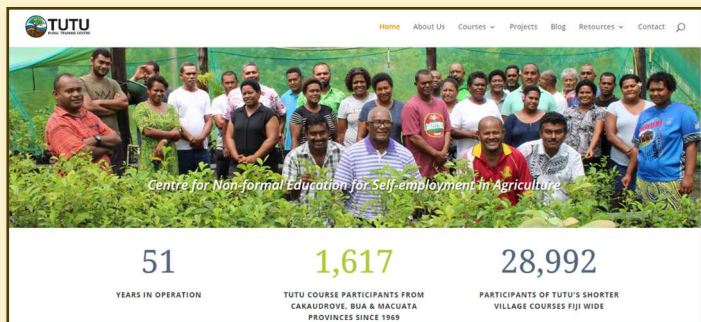 TUTU
RURAL TRAINING CENTRE
Home About Us Courses Projects Blog Resources Contact
Centre for Non-formal Education for Self-employment in Agriculture
51
YEARS IN OPERATION
1,617
TUTU COURSE PARTICIPANTS FROM
CAKAUDROVE, BUA & MACUATA
PROVINCES SINCE 1969
28,992
PARTICIPANTS OF TUTU'S SHORTER
VILLAGE COURSES FIJI WIDE